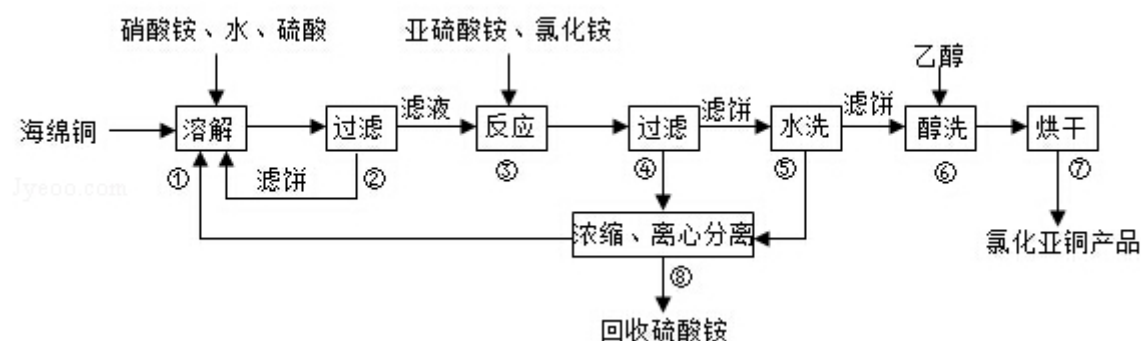 硝酸铵、水、硫酸
亚硫酸铵、氯化铵
乙醇
海绵铜
溶解
过滤
滤液
反应
过滤
滤饼
水洗
滤饼
醇洗
烘干
①
滤饼
②
③
④
⑤
⑥
⑦
Jyeoo.com
浓缩、离心分离
氯化亚铜产品
⑧
回收硫酸铵